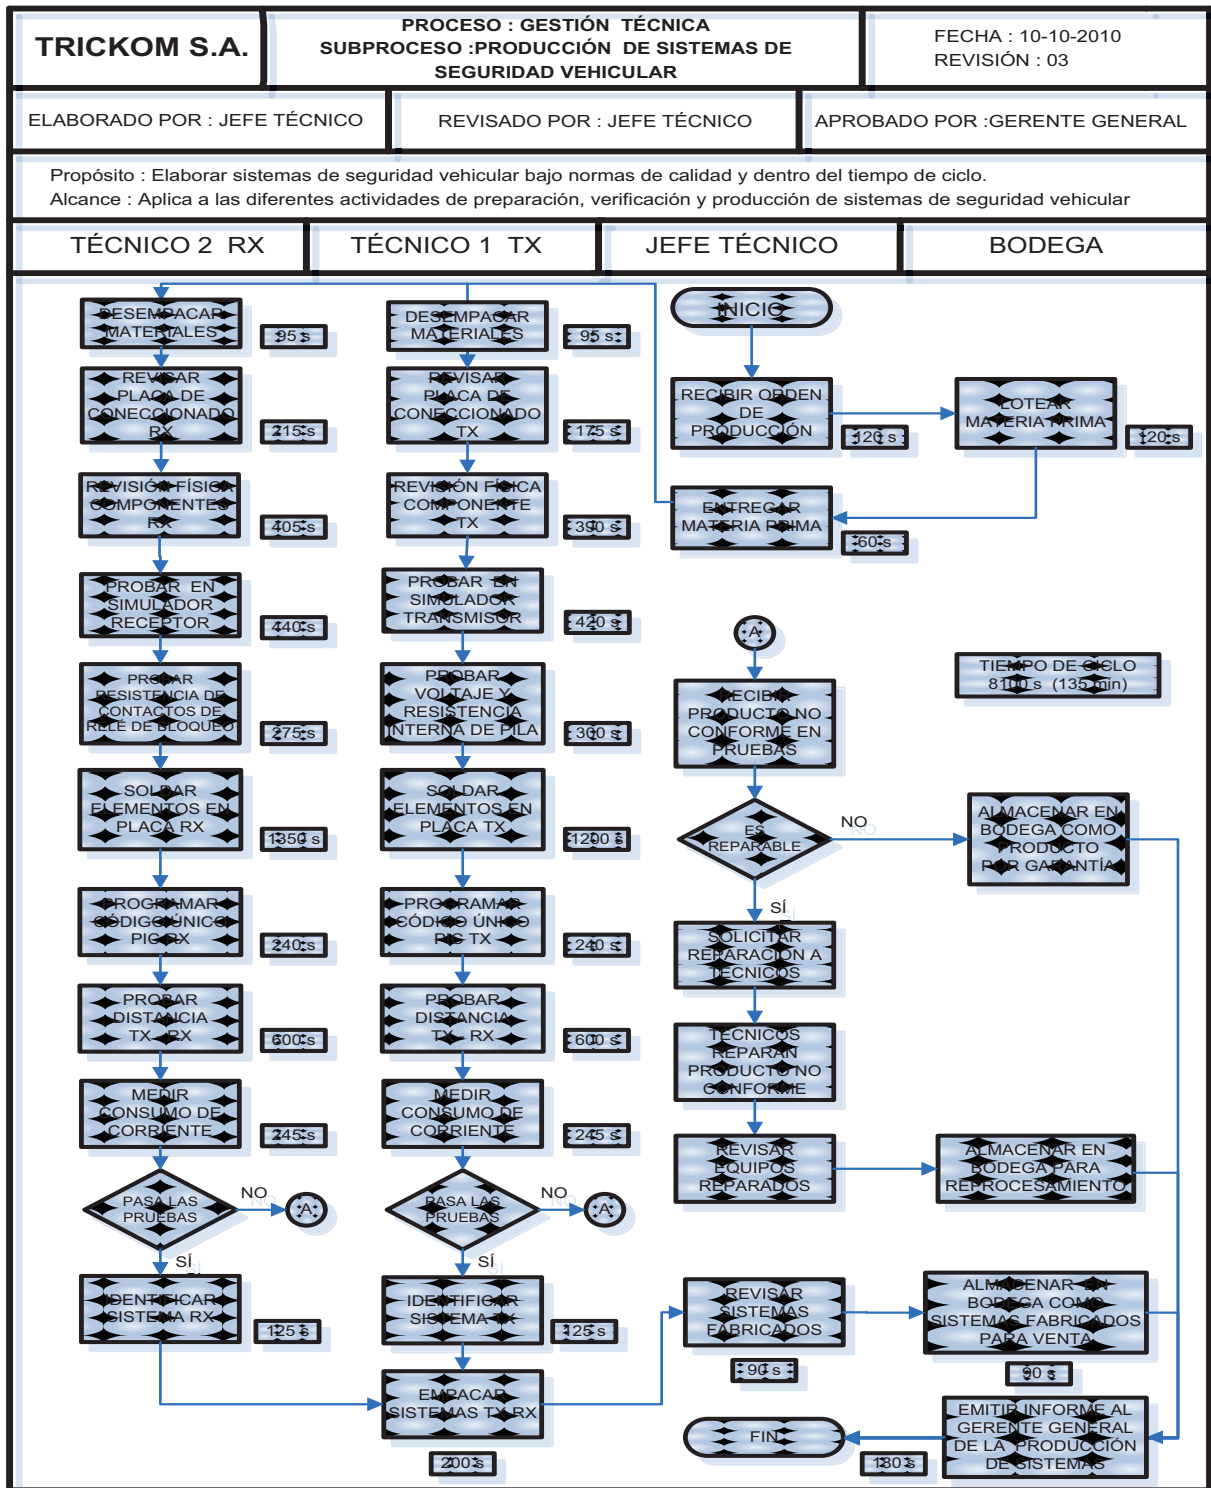 TRICKOM S.A.
PROCESO : GESTIÓN TÉCNICA
SUBPROCESO :PRODUCCIÓN DE SISTEMAS DE
SEGURIDAD VEHICULAR
FECHA : 10-10-2010
REVISIÓN : 03
ELABORADO POR : JEFE TÉCNICO
REVISADO POR : JEFE TÉCNICO
APROBADO POR :GERENTE GENERAL
Propósito : Elaborar sistemas de seguridad vehicular bajo normas de calidad y dentro del tiempo de ciclo.
Alcance : Aplica a las diferentes actividades de preparación, verificación y producción de sistemas de seguridad vehicular
TÉCNICO 2 RX
TÉCNICO 1 TX
JEFE TÉCNICO
BODEGA
DESEMPACAR
MATERIALES
95 s
REVISAR
PLACA DE
CONECCIONADO
RX
215 s
REVISIÓN FÍSICA
COMPONENTES
RX
405 s
PROBAR EN
SIMULADOR
RECEPTOR
440 s
PROBAR
RESISTENCIA DE
CONTACTOS DE
RELÉ DE BLOQUEO
275 s
SOLDAR
ELEMENTOS EN
PLACA RX
1350 s
PROGRAMAR
CÓDIGO ÚNICO
PIC RX
240 s
PROBAR
DISTANCIA
TX - RX
600 s
MEDIR
CONSUMO DE
CORRIENTE
245 s
PASA LAS
PRUEBAS
NO
A
SÍ
IDENTIFICAR
SISTEMA RX
125 s
DESEMPACAR
MATERIALES
95 s
REVISAR
PLACA DE
CONECCIONADO
TX
175 s
REVISIÓN FÍSICA
COMPONENTE
TX
390 s
PROBAR EN
SIMULADOR
TRANSMISOR
420 s
PROBAR
VOLTAJE Y
RESISTENCIA
INTERNA DE PILA
300 s
SOLDAR
ELEMENTOS EN
PLACA TX
1200 s
PROGRAMAR
CÓDIGO ÚNICO
PIC TX
240 s
PROBAR
DISTANCIA
TX - RX
600 s
MEDIR
CONSUMO DE
CORRIENTE
245 s
PASA LAS
PRUEBAS
NO
A
SÍ
IDENTIFICAR
SISTEMA TX
125 s
EMPACAR
SISTEMAS TX RX
200 s
INICIO
RECIBIR ORDEN
DE
PRODUCCIÓN
120 s
LOTEAR
MATERIA PRIMA
120 s
ENTREGAR
MATERIA PRIMA
60 s
A
TIEMPO DE CICLO
8100 s (135 min)
RECIBIR
PRODUCTO NO
CONFORME EN
PRUEBAS
ES
REPARABLE
NO
ALMACENAR EN
BODEGA COMO
PRODUCTO
POR GARANTÍA
SÍ
SOLICITAR
REPARACIÓN A
TÉCNICOS
TÉCNICOS
REPARAN
PRODUCTO NO
CONFORME
REVISAR
EQUIPOS
REPARADOS
ALMACENAR EN
BODEGA PARA
REPROCESAMIENTO
REVISAR
SISTEMAS
FABRICADOS
90 s
ALMACENAR EN
BODEGA COMO
SISTEMAS FABRICADOS
PARA VENTA
90 s
EMITIR INFORME AL
GERENTE GENERAL
DE LA PRODUCCIÓN
DE SISTEMAS
180 s
FIN